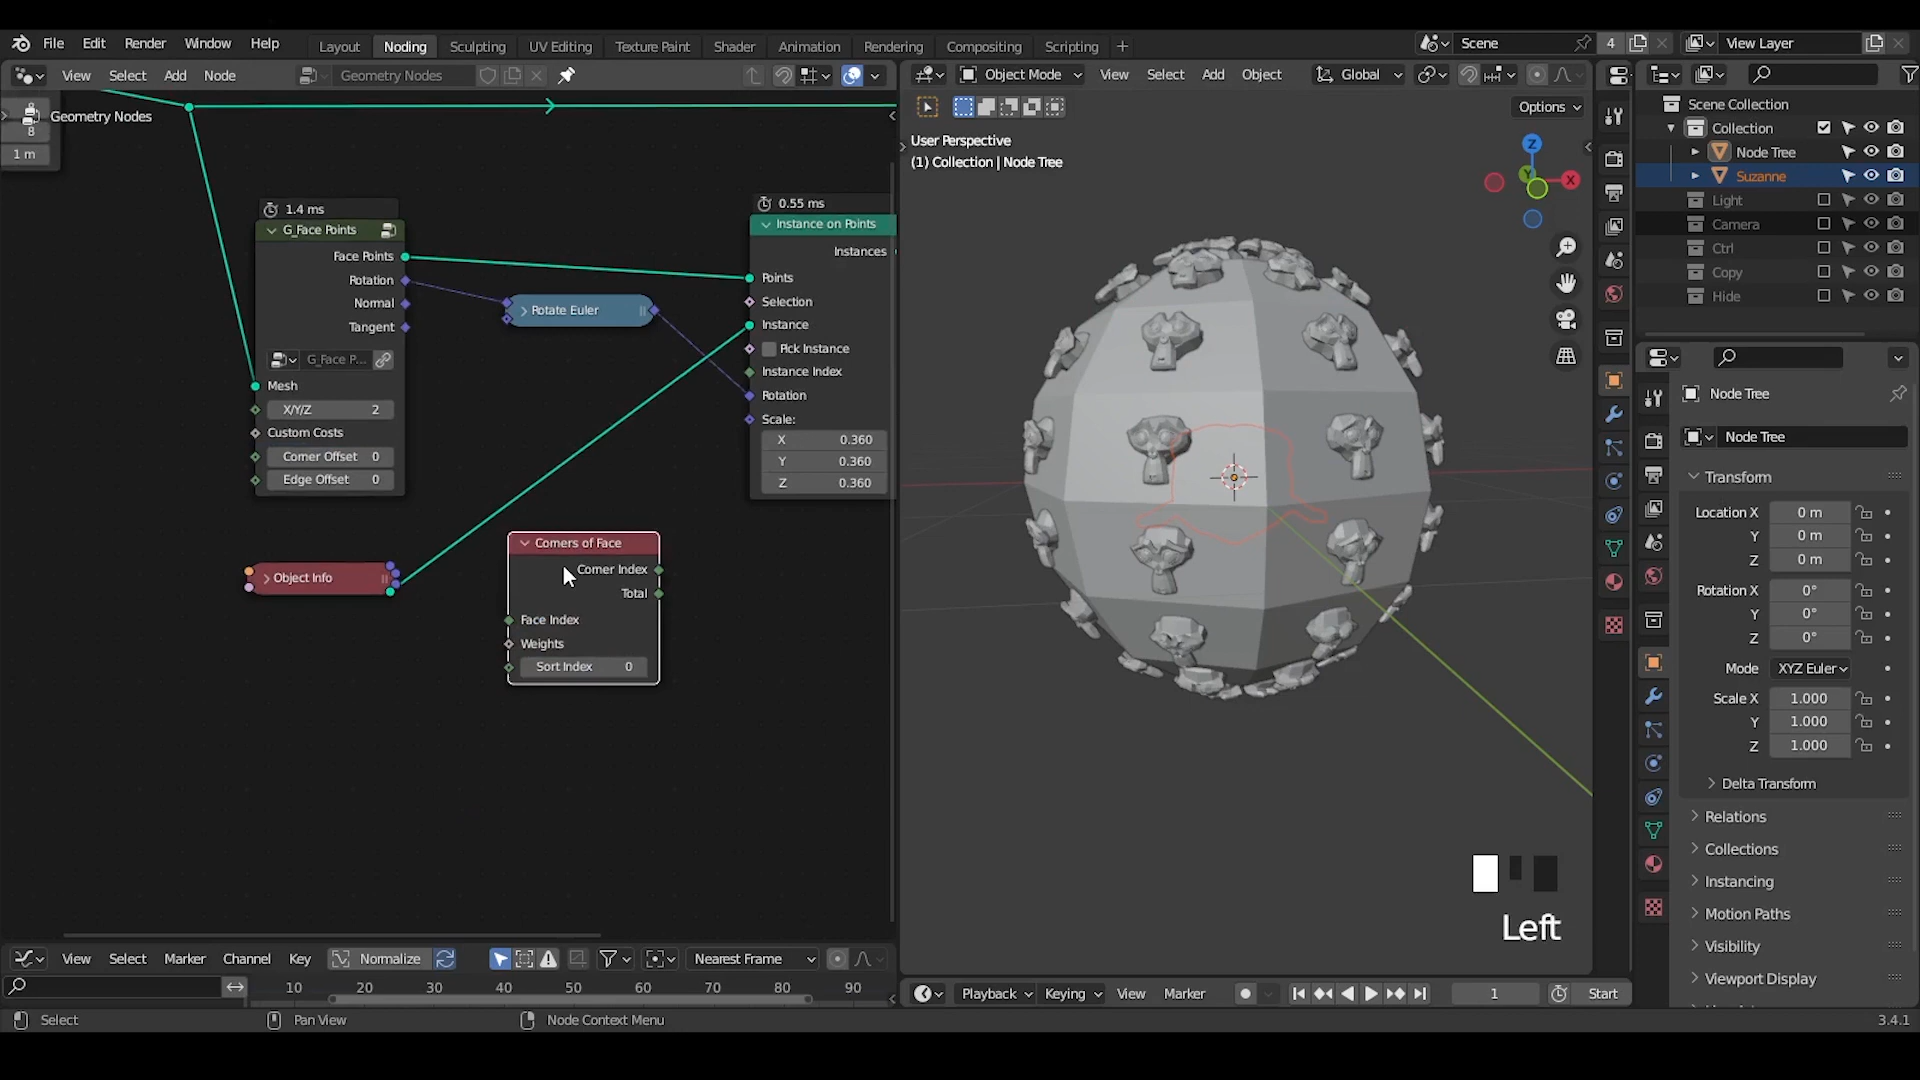 File Edit Render Window Help
Layout Noding Sculpting UV Editing Texture Paint Shader Animation Rendering Compositing Scripting +
Scene 4 View Layer
View Select Add Node Geometry Nodes
Object Mode View Select Add Object Global
Options
8 Geometry Nodes
1 m
1.4 ms
G_Face Points
Face Points
Rotation
Normal
Tangent
G_Face P...
Mesh
X/Y/Z 2
Custom Costs
Corner Offset 0
Edge Offset 0
Rotate Euler
Object Info
0.55 ms
Instance on Points
Instances
Points
Selection
Instance
Pick Instance
Instance Index
Rotation
Scale:
X 0.360
Y 0.360
Z 0.360
Corners of Face
Corner Index
Total
Face Index
Weights
Sort Index 0
User Perspective
(1) Collection | Node Tree
Z
Y
X
Left
Scene Collection
Collection
Node Tree
Suzanne
Light
Camera
Ctrl
Copy
Hide
Node Tree
Node Tree
Transform
Location X 0 m
Y 0 m
Z 0 m
Rotation X 0°
Y 0°
Z 0°
Mode XYZ Euler
Scale X 1.000
Y 1.000
Z 1.000
Delta Transform
Relations
Collections
Instancing
Motion Paths
Visibility
Viewport Display
View Select Marker Channel Key Normalize Nearest Frame
10 20 30 40 50 60 70 80 90
Playback Keying View Marker 1 Start
Select Pan View Node Context Menu 3.4.1